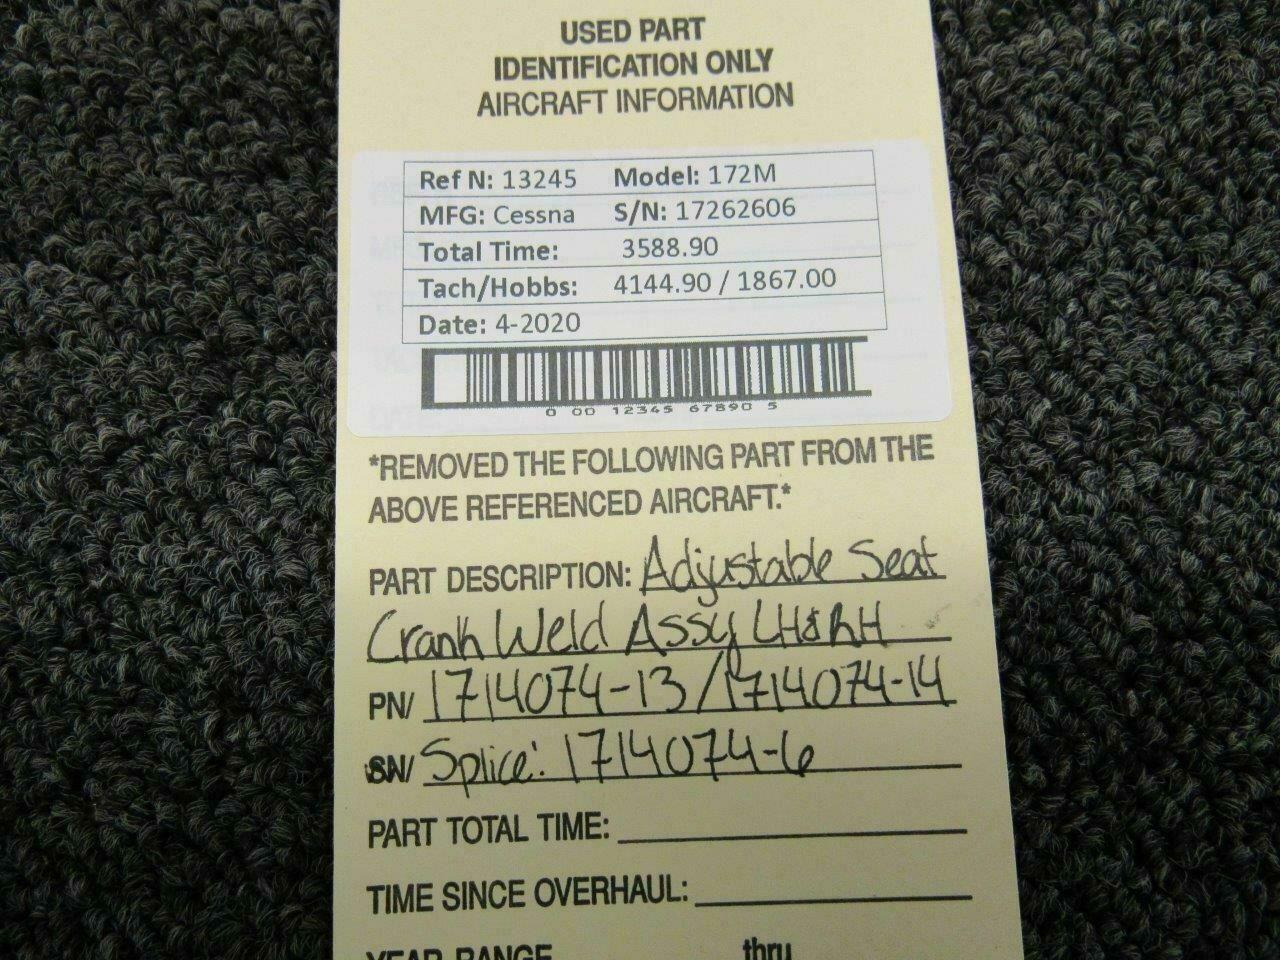 USED PART
IDENTIFICATION ONLY
AIRCRAFT INFORMATION
Ref N: 13245 Model: 172M
MFG: Cessna S/N: 17262606
Total Time: 3588.90
Tach/Hobbs: 4144.90 / 1867.00
Date: 4-2020
0 00 12345 67890 5
*REMOVED THE FOLLOWING PART FROM THE
ABOVE REFERENCED AIRCRAFT.*
PART DESCRIPTION: Adjustable Seat
Crank Weld Assy LH&RH
PN/ 1714074-13/1714074-14
SN/ Splice: 1714074-6
PART TOTAL TIME:
TIME SINCE OVERHAUL:
YEAR RANGE thru